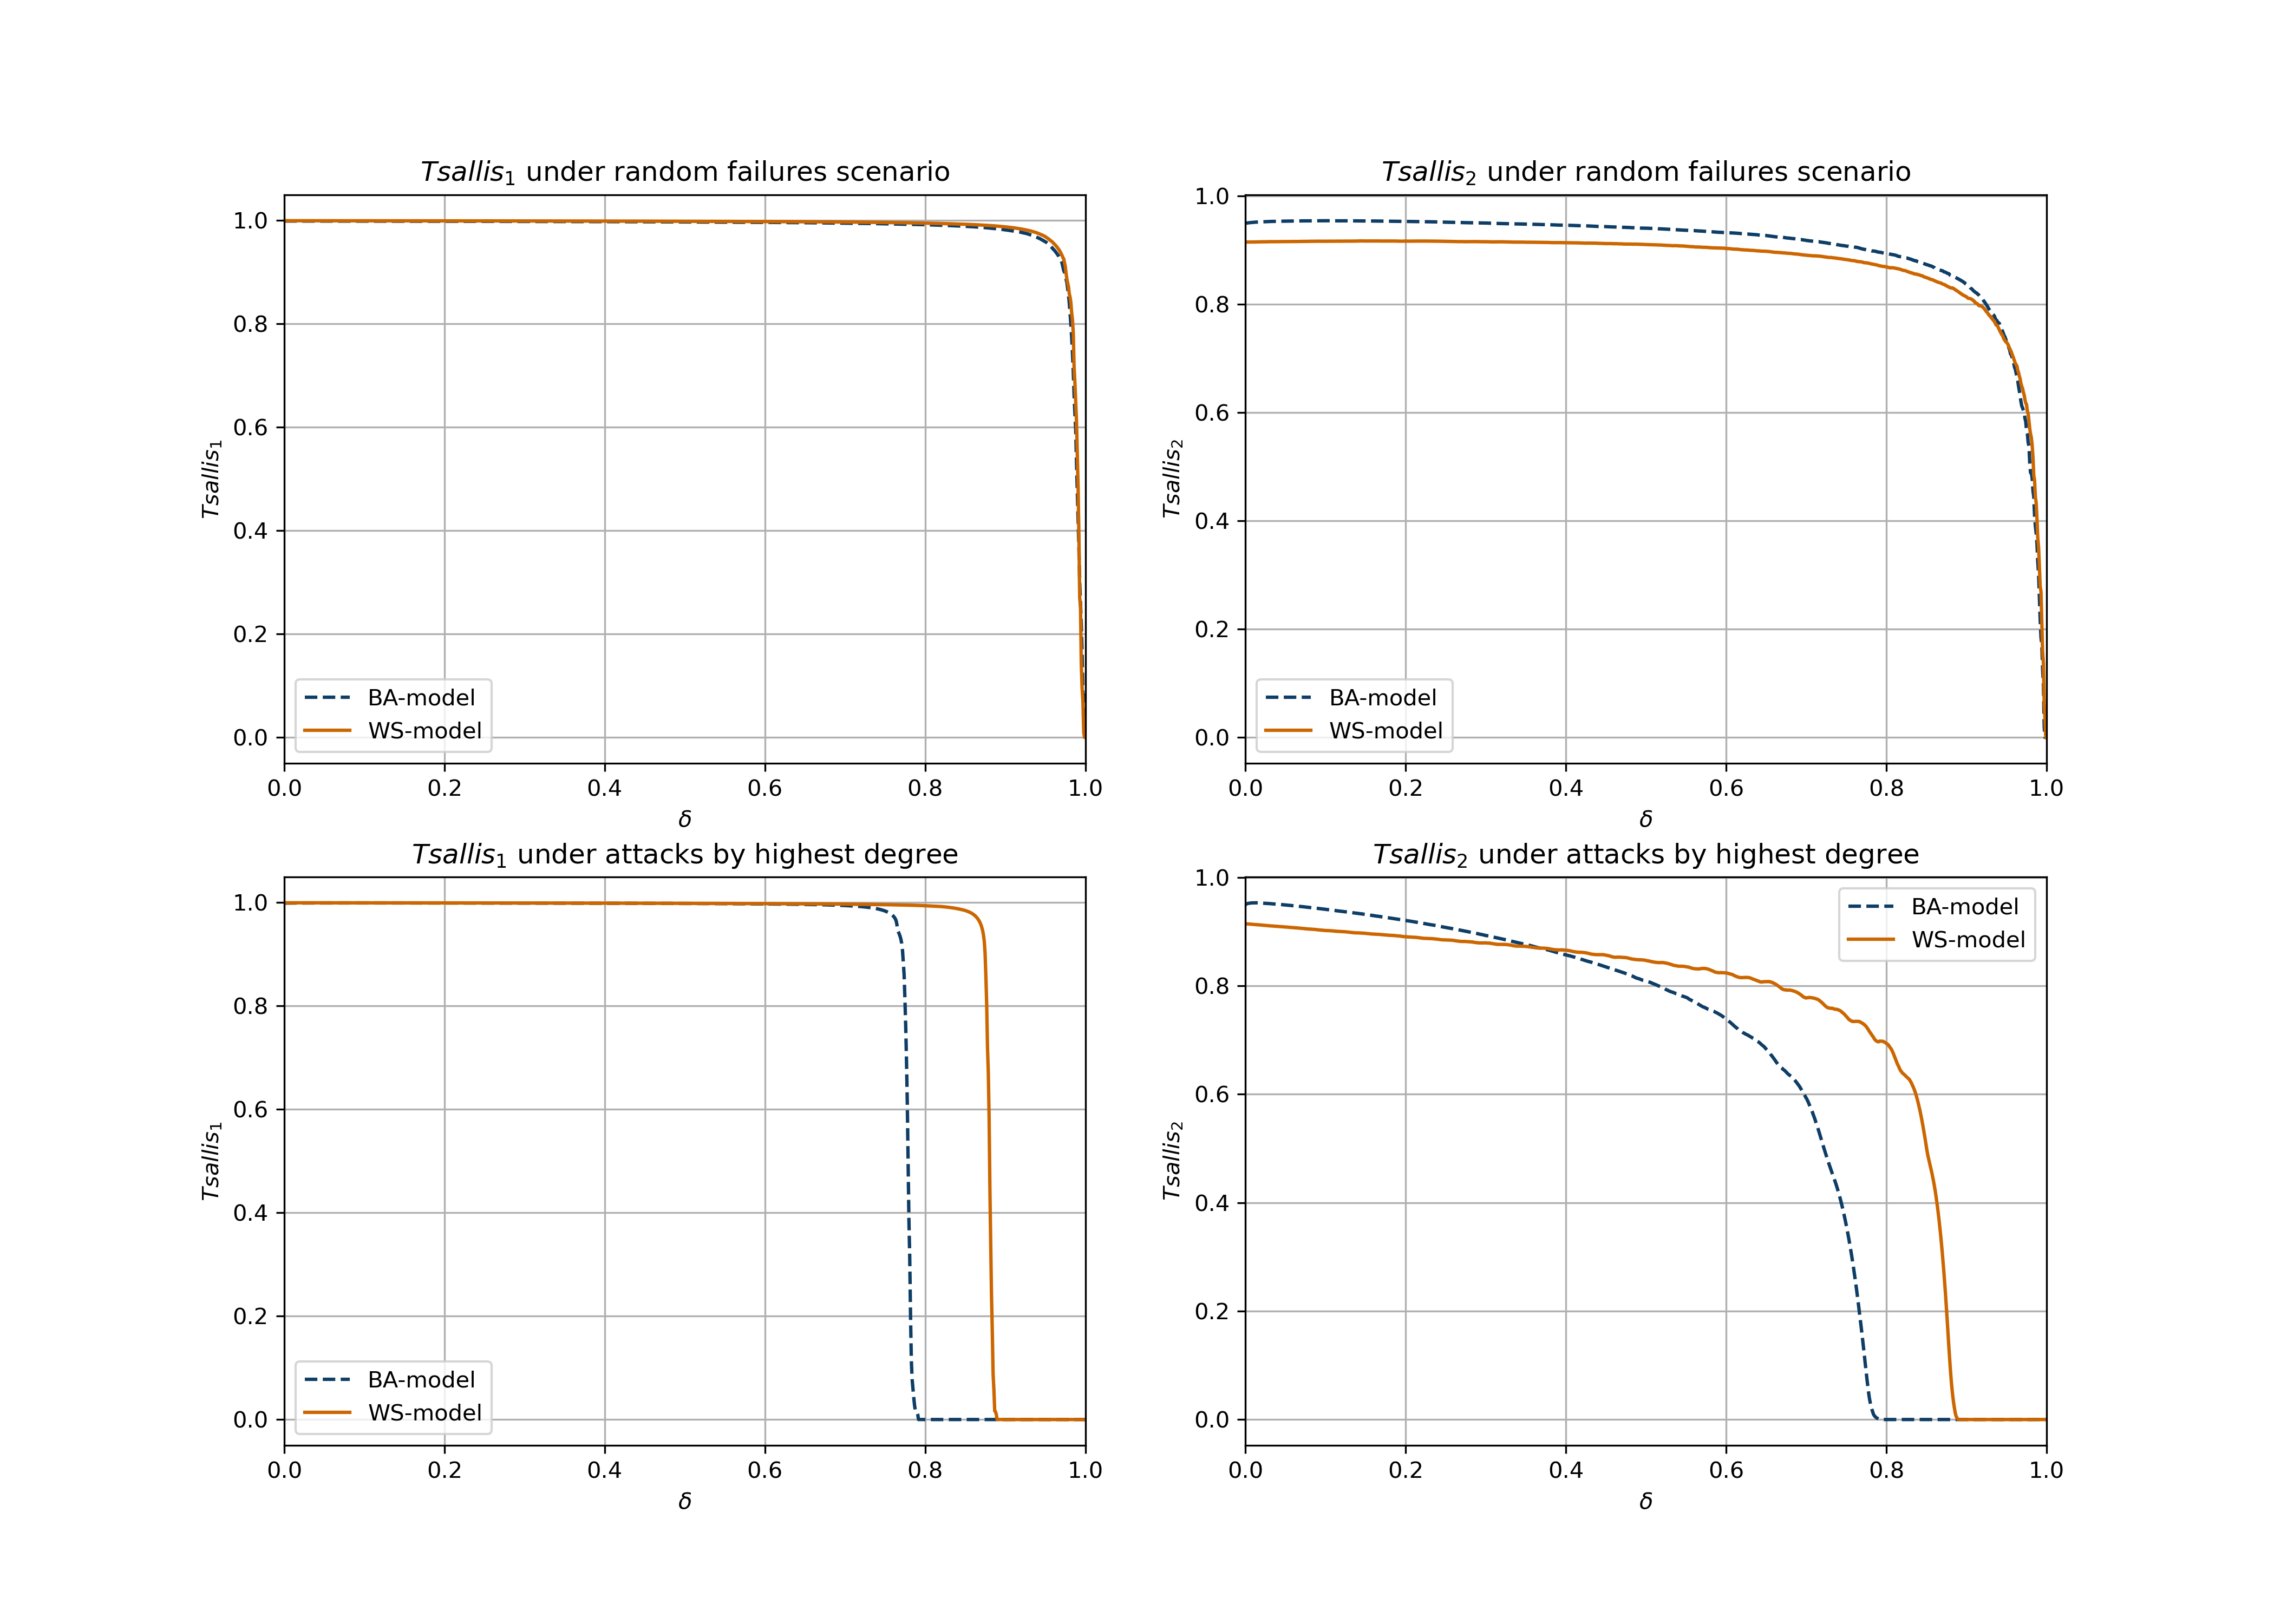 Tsallis₁ under random failures scenario
1.0
0.8
0.6
0.4
0.2
0.0
Tsallis₁
BA-model
WS-model
0.0 0.2 0.4 0.6 0.8 1.0
δ
Tsallis₂ under random failures scenario
1.0
0.8
0.6
0.4
0.2
0.0
Tsallis₂
BA-model
WS-model
0.0 0.2 0.4 0.6 0.8 1.0
δ
Tsallis₁ under attacks by highest degree
1.0
0.8
0.6
0.4
0.2
0.0
Tsallis₁
BA-model
WS-model
0.0 0.2 0.4 0.6 0.8 1.0
δ
Tsallis₂ under attacks by highest degree
1.0
0.8
0.6
0.4
0.2
0.0
Tsallis₂
BA-model
WS-model
0.0 0.2 0.4 0.6 0.8 1.0
δ